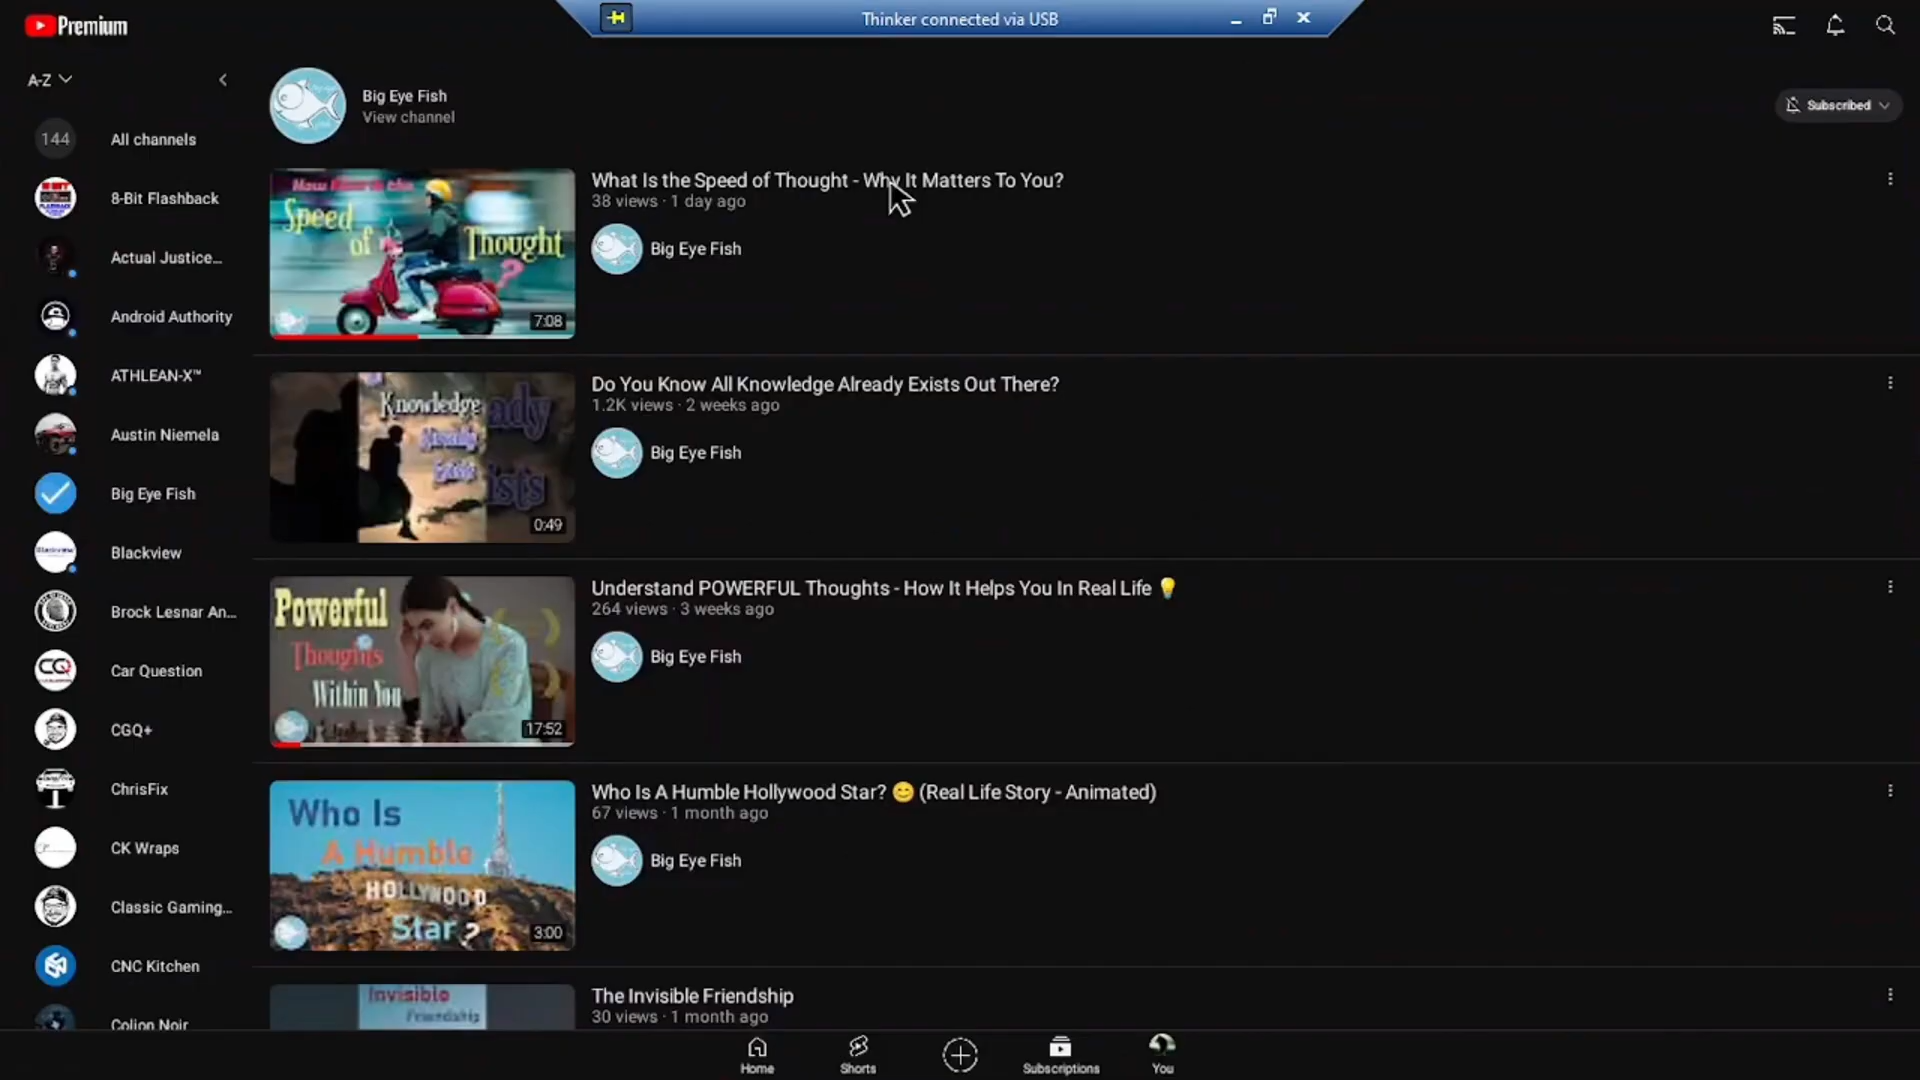 Premium
Thinker connected via USB
A-Z
Big Eye Fish
View channel
Subscribed
144
All channels
8-Bit Flashback
Actual Justice...
Android Authority
ATHLEAN-X™
Austin Niemela
Big Eye Fish
Blackview
Brock Lesnar An...
Car Question
CGQ+
ChrisFix
CK Wraps
Classic Gaming...
CNC Kitchen
Colion Noir
Speed
of
Thought
?
7:08
What Is the Speed of Thought - Why It Matters To You?
38 views · 1 day ago
Big Eye Fish
Knowledge
Already
Exists
0:49
Do You Know All Knowledge Already Exists Out There?
1.2K views · 2 weeks ago
Big Eye Fish
Powerful
Thoughts
Within You
17:52
Understand POWERFUL Thoughts - How It Helps You In Real Life 💡
264 views · 3 weeks ago
Big Eye Fish
Who Is
A Humble
HOLLYWOOD
Star?
3:00
Who Is A Humble Hollywood Star? 😊 (Real Life Story - Animated)
67 views · 1 month ago
Big Eye Fish
Invisible
Friendship
The Invisible Friendship
30 views · 1 month ago
Home
Shorts
Subscriptions
You